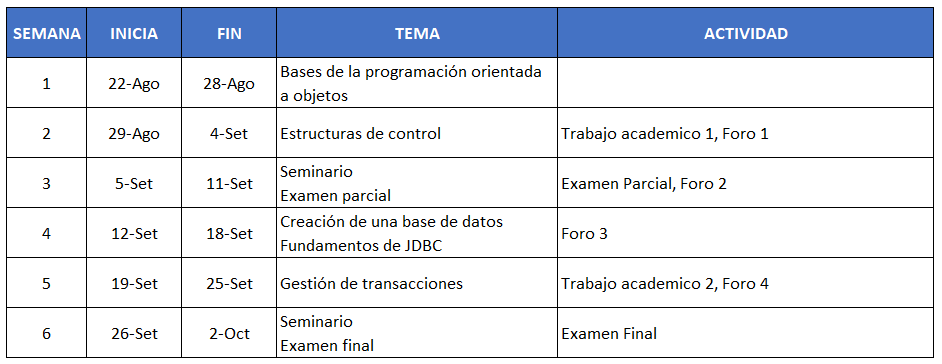 SEMANA INICIA FIN TEMA ACTIVIDAD
1 22-Ago 28-Ago Bases de la programación orientada
a objetos
2 29-Ago 4-Set Estructuras de control Trabajo academico 1, Foro 1
3 5-Set 11-Set Seminario
Examen parcial Examen Parcial, Foro 2
4 12-Set 18-Set Creación de una base de datos
Fundamentos de JDBC Foro 3
5 19-Set 25-Set Gestión de transacciones Trabajo academico 2, Foro 4
6 26-Set 2-Oct Seminario
Examen final Examen Final